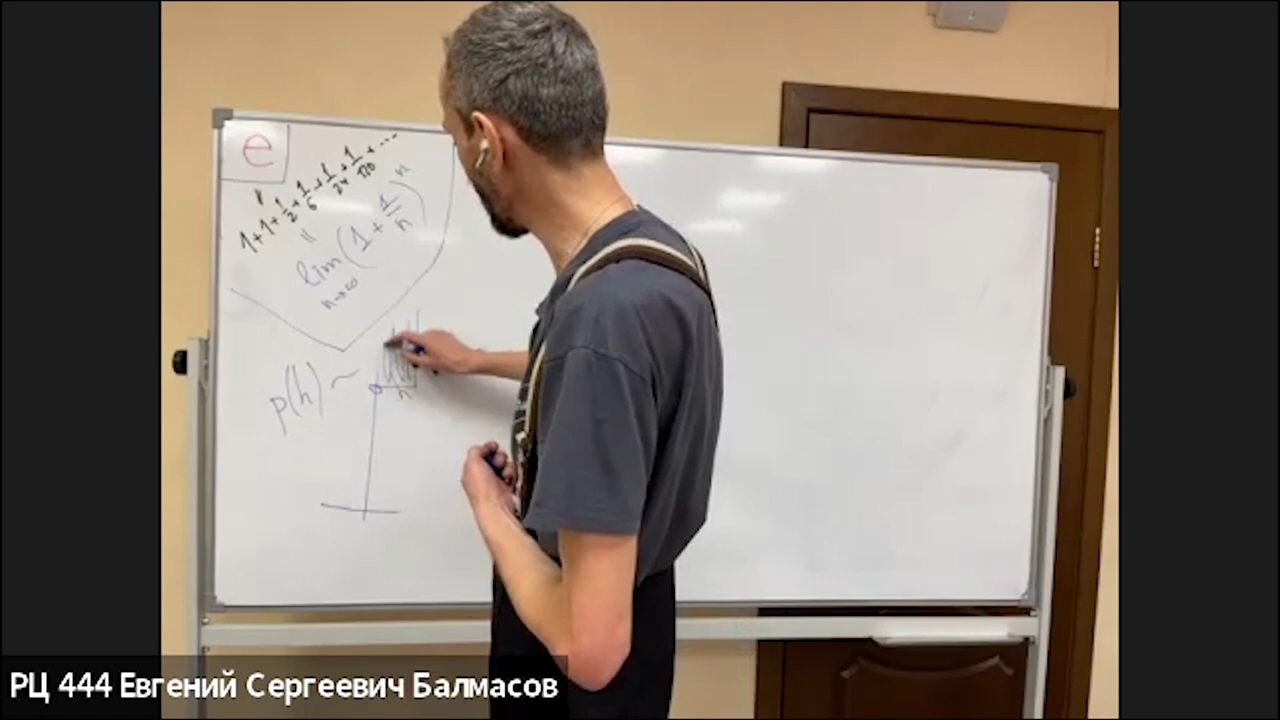 e
=
1+1+1/2+1/6+1/24+1/120+...
=
lim (1+1/n)^n
n→∞
p(h) ~
n
РЦ 444 Евгений Сергеевич Балмасов